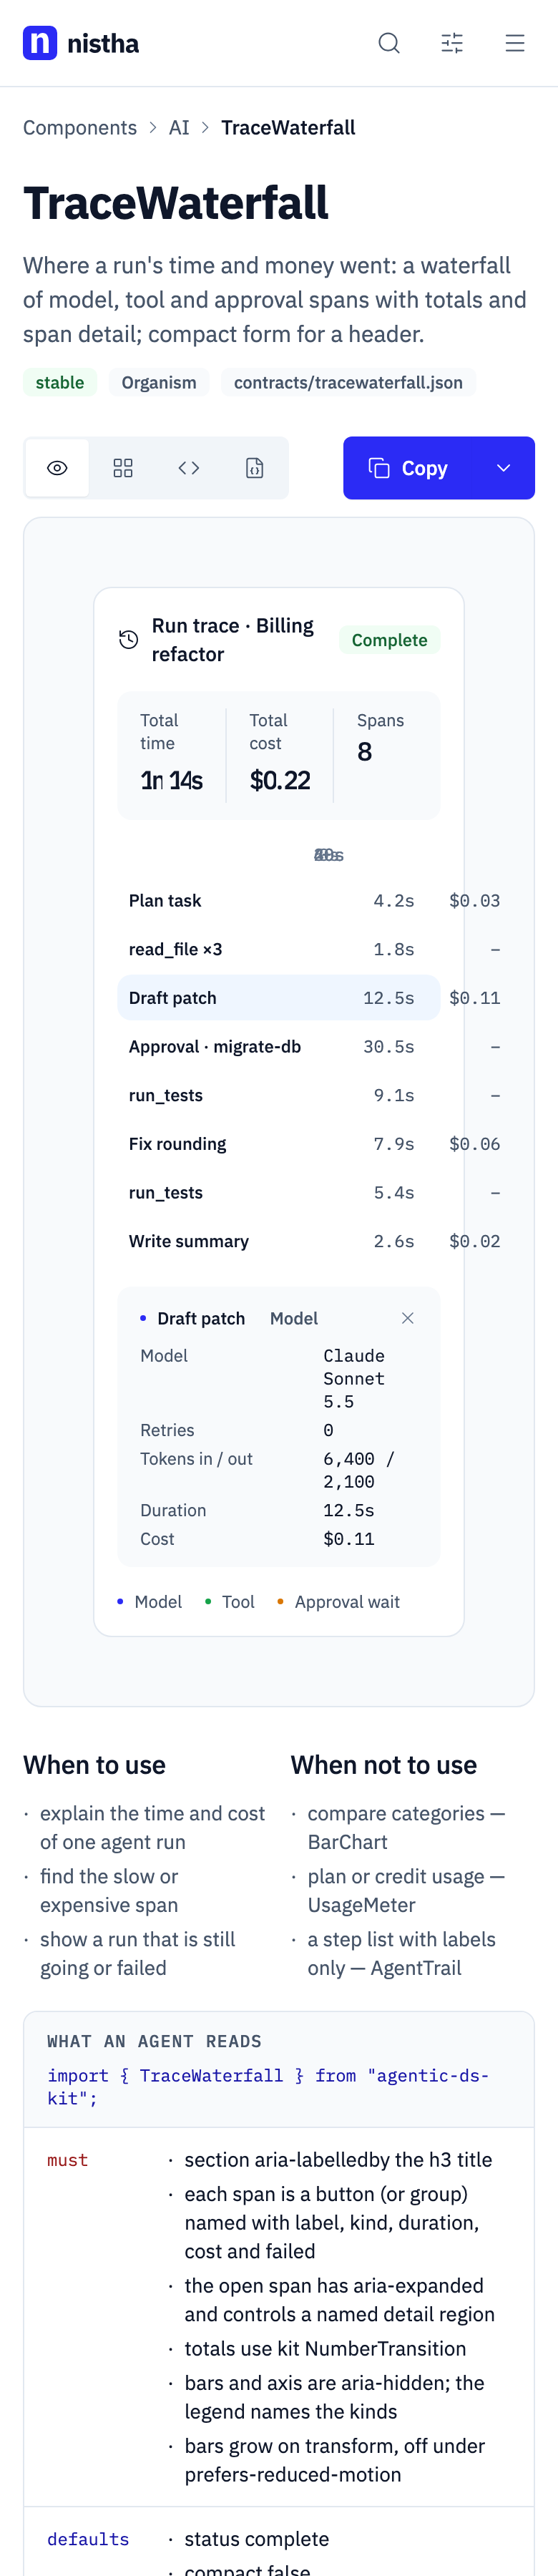 n nistha
Components > AI > TraceWaterfall
TraceWaterfall
Where a run's time and money went: a waterfall
of model, tool and approval spans with totals and
span detail; compact form for a header.
stable Organism contracts/tracewaterfall.json
Copy
Run trace · Billing
refactor
Complete
Total
time
1m 14s
Total
cost
$0.22
Spans
8
Plan task 4.2s $0.03
read_file ×3 1.8s –
Draft patch 12.5s $0.11
Approval · migrate-db 30.5s –
run_tests 9.1s –
Fix rounding 7.9s $0.06
run_tests 5.4s –
Write summary 2.6s $0.02
Draft patch Model
Model Claude
Sonnet
5.5
Retries 0
Tokens in / out 6,400 /
2,100
Duration 12.5s
Cost $0.11
Model Tool Approval wait
When to use
· explain the time and cost
of one agent run
· find the slow or
expensive span
· show a run that is still
going or failed
When not to use
· compare categories —
BarChart
· plan or credit usage —
UsageMeter
· a step list with labels
only — AgentTrail
WHAT AN AGENT READS
import { TraceWaterfall } from "agentic-ds-
kit";
must
· section aria-labelledby the h3 title
· each span is a button (or group)
named with label, kind, duration,
cost and failed
· the open span has aria-expanded
and controls a named detail region
· totals use kit NumberTransition
· bars and axis are aria-hidden; the
legend names the kinds
· bars grow on transform, off under
prefers-reduced-motion
defaults
· status complete
· compact false